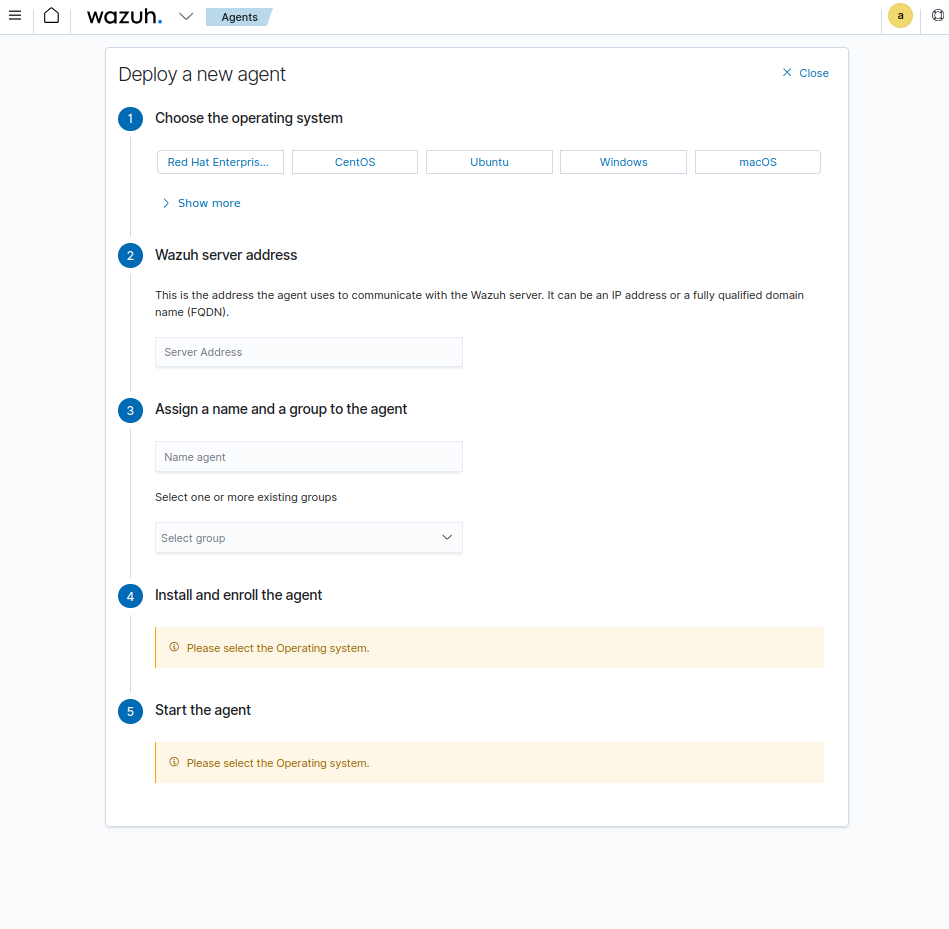 wazuh.
Agents
a
Deploy a new agent
Close
1
Choose the operating system
Red Hat Enterpris...
CentOS
Ubuntu
Windows
macOS
Show more
2
Wazuh server address
This is the address the agent uses to communicate with the Wazuh server. It can be an IP address or a fully qualified domain
name (FQDN).
Server Address
3
Assign a name and a group to the agent
Name agent
Select one or more existing groups
Select group
4
Install and enroll the agent
Please select the Operating system.
5
Start the agent
Please select the Operating system.